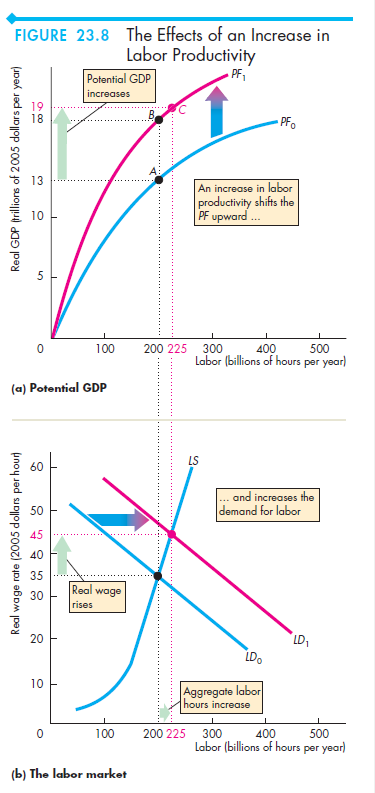 FIGURE 23.8 The Effects of an Increase in
Labor Productivity
Real GDP (trillions of 2005 dollars per year)
Potential GDP
increases
PF1
19
18
B
C
PF0
A
13
An increase in labor
productivity shifts the
PF upward ...
10
5
0 100 200 225 300 400 500
Labor (billions of hours per year)
(a) Potential GDP
Real wage rate (2005 dollars per hour)
60
LS
... and increases the
demand for labor
50
45
40
35
Real wage
rises
30
20
LD1
LD0
10
Aggregate labor
hours increase
0 100 200 225 300 400 500
Labor (billions of hours per year)
(b) The labor market